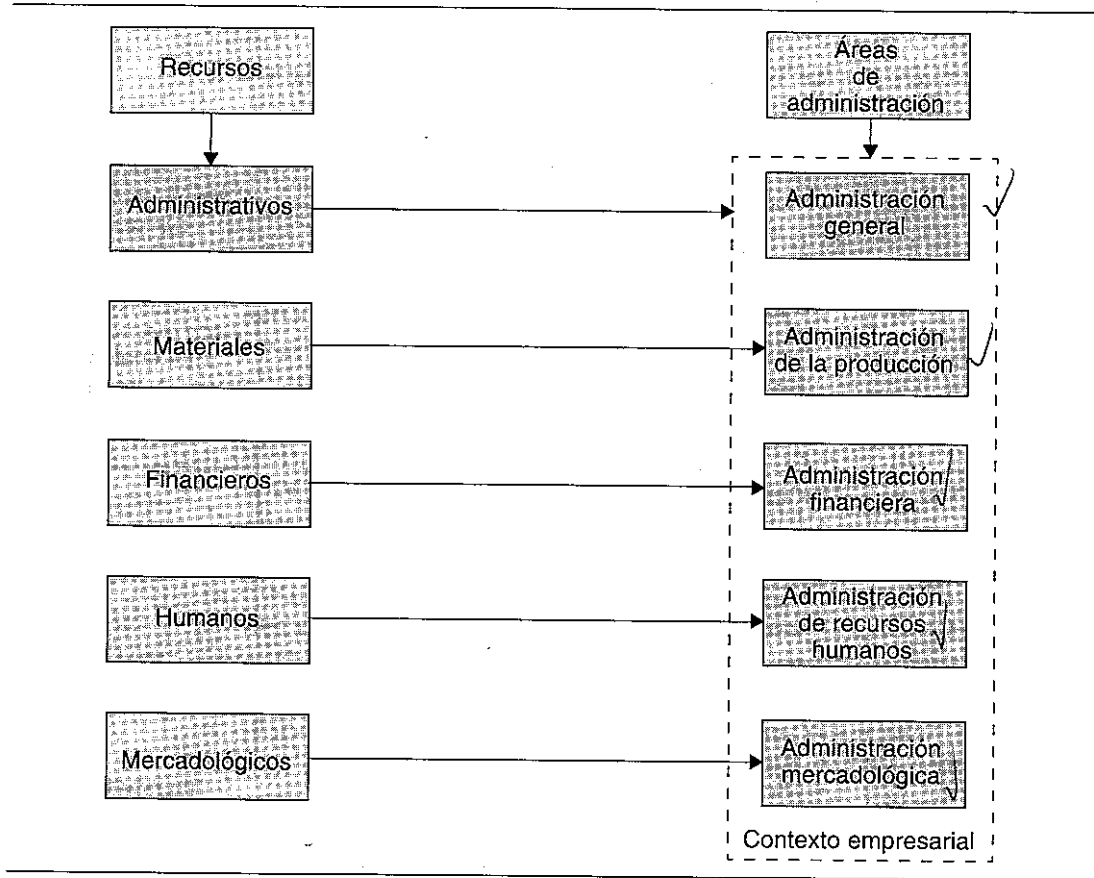 Recursos
Áreas
de
administración
Administrativos
Administración
general
Materiales
Administración
de la producción
Financieros
Administración
financiera
Humanos
Administración
de recursos
humanos
Mercadológicos
Administración
mercadológica
Contexto empresarial